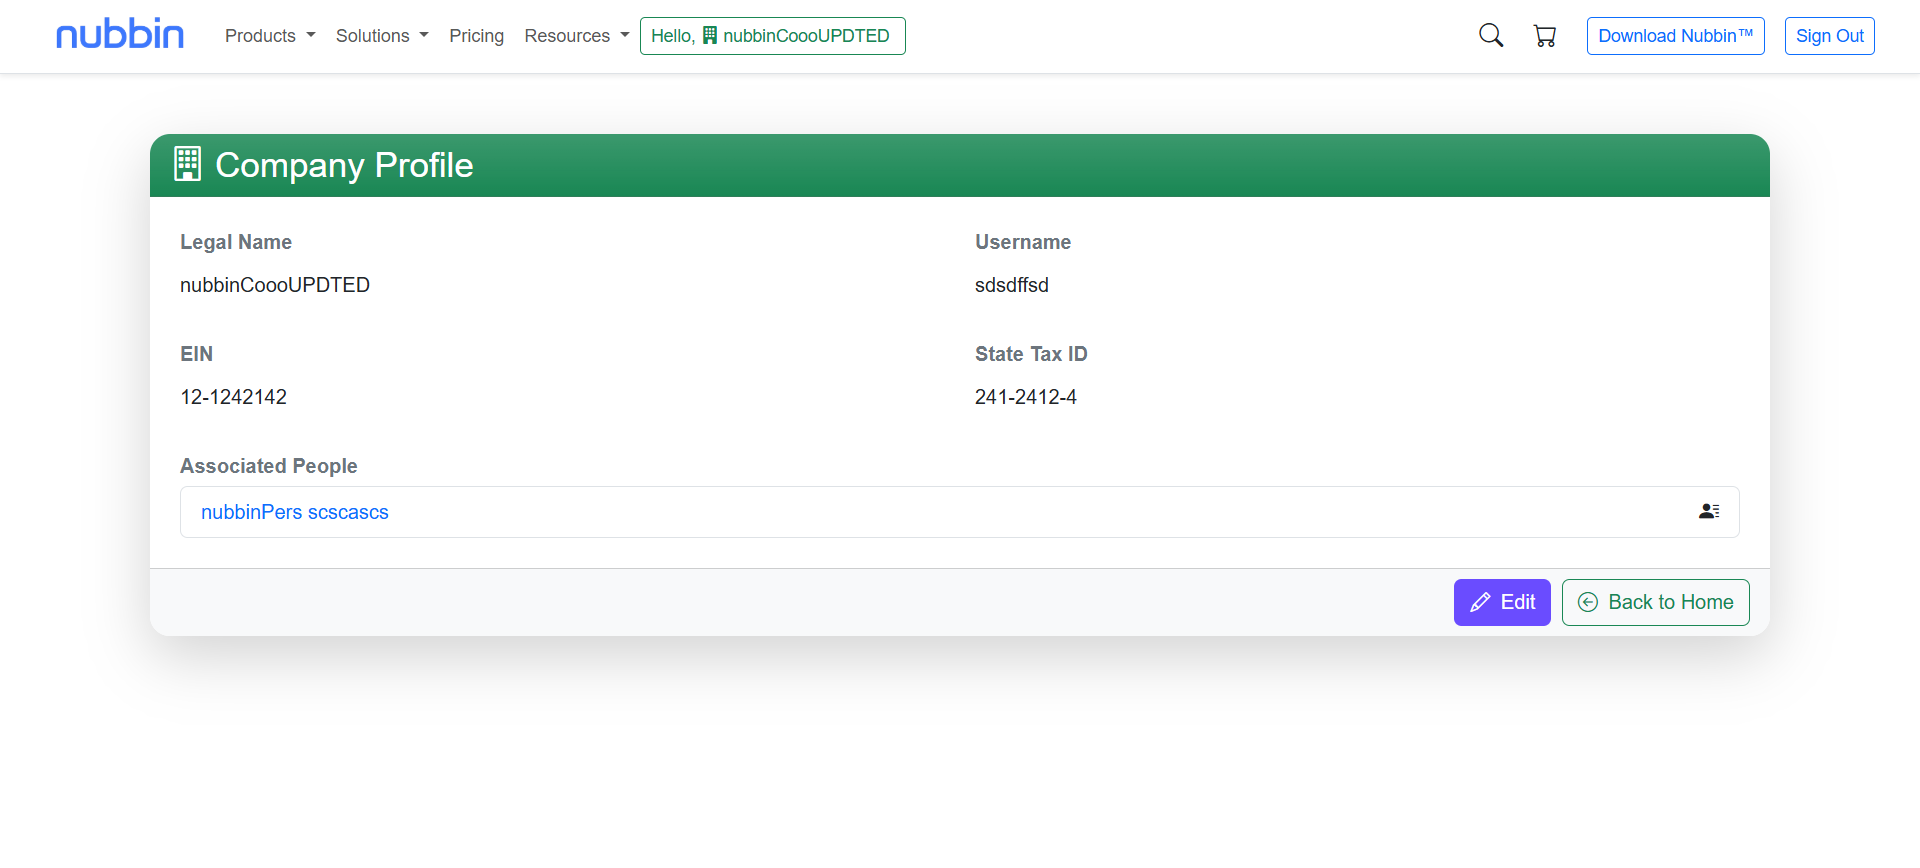 nubbin Products Solutions Pricing Resources Hello, nubbinCoooUPDTED Download Nubbin™ Sign Out
Company Profile
Legal Name Username
nubbinCoooUPDTED sdsdffsd
EIN State Tax ID
12-1242142 241-2412-4
Associated People
nubbinPers scscascs
Edit Back to Home